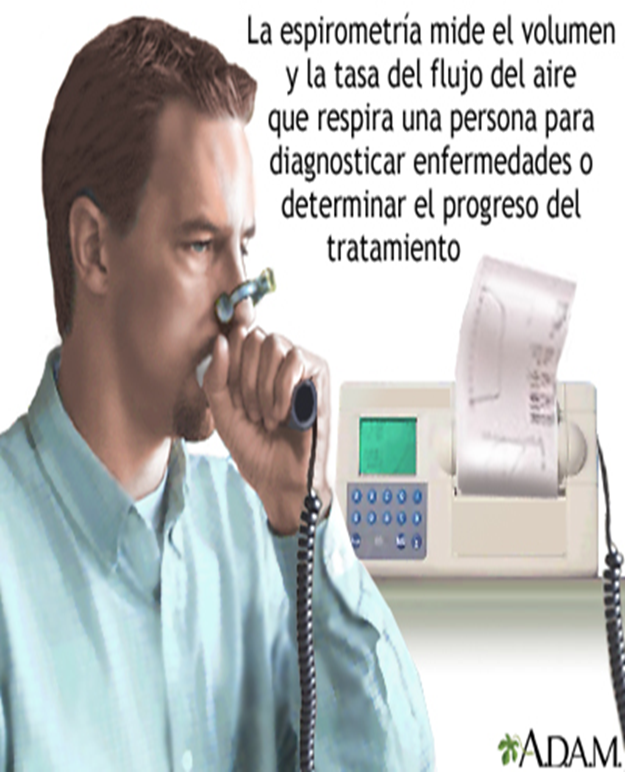 La espirometría mide el volumen
y la tasa del flujo del aire
que respira una persona para
diagnosticar enfermedades o
determinar el progreso del
tratamiento
A.D.A.M.